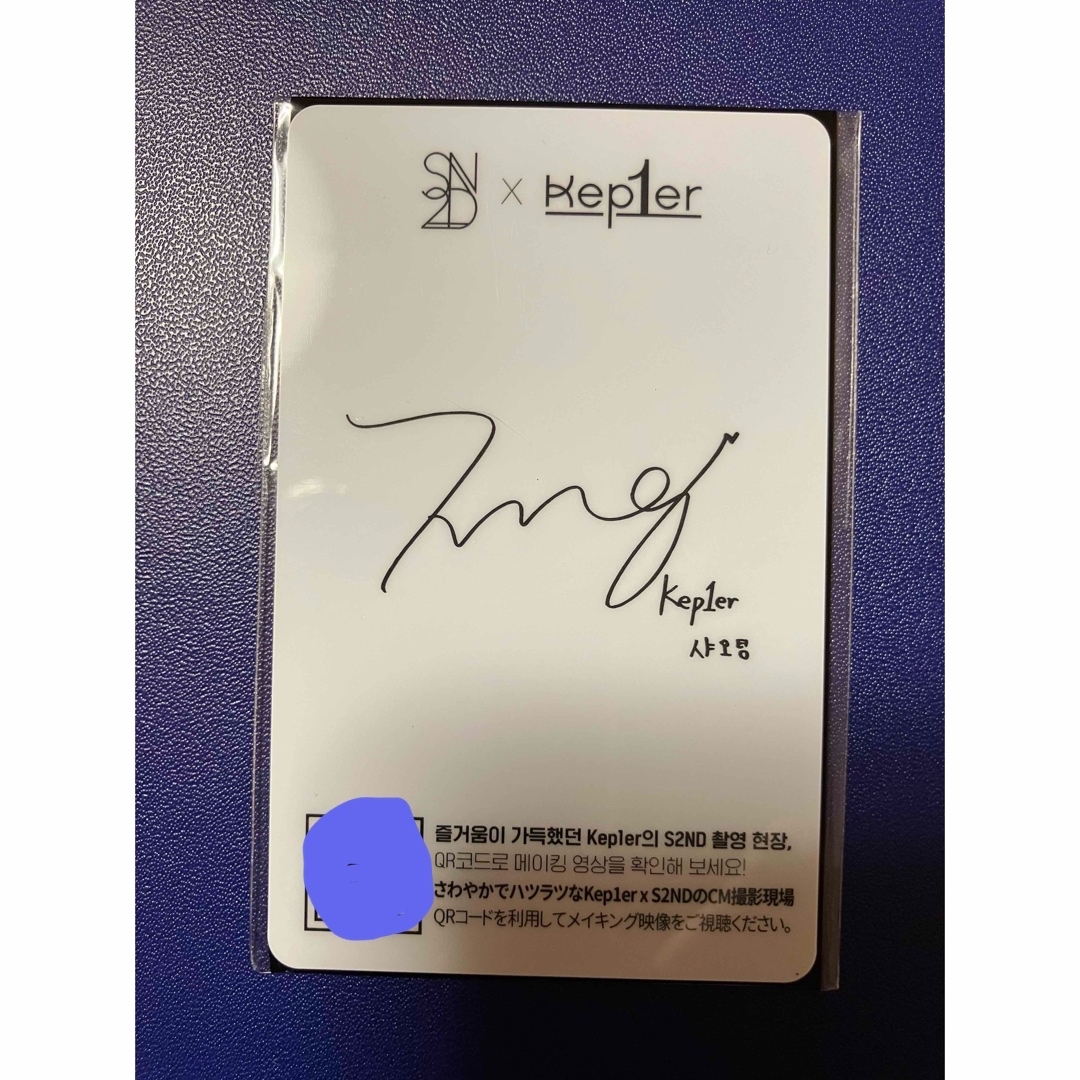 S2ND x Kep1er
Kep1er
샤오팅
즐거움이 가득했던 Kep1er의 S2ND 촬영 현장,
QR코드로 메이킹 영상을 확인해 보세요!
さわやかでハツラツなKep1er x S2NDのCM撮影現場
QRコードを利用してメイキング映像をご視聴ください。